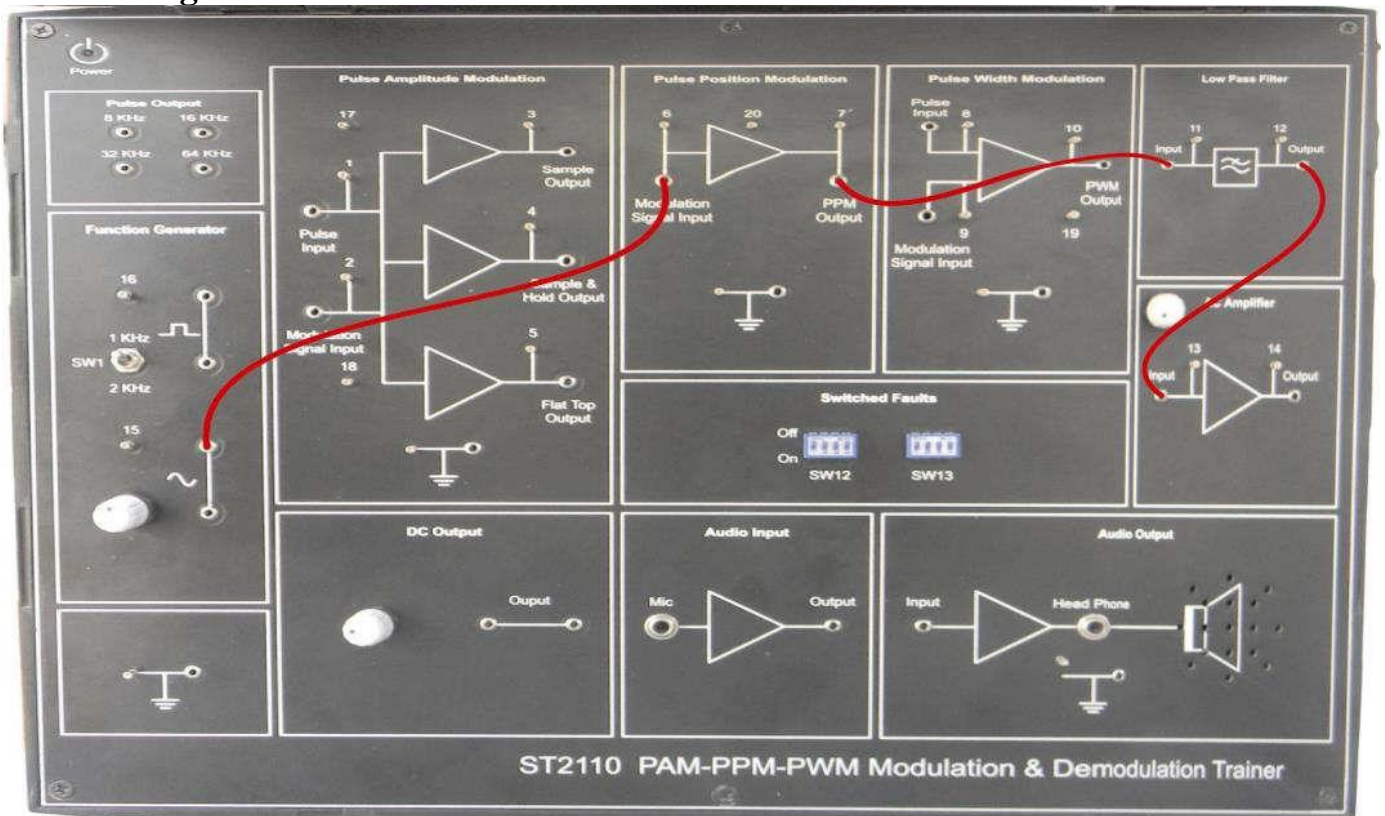 Power
Pulse Output
8 KHz 16 KHz
32 KHz 64 KHz
Function Generator
16
1 KHz
SW1
2 KHz
15
Pulse Amplitude Modulation
17
3
1
Sample
Output
Pulse
Input
4
2
Sample &
Hold Output
Modulation
Signal Input
5
18
Flat Top
Output
Pulse Position Modulation
6 20 7
Modulation
Signal Input
PPM
Output
Pulse Width Modulation
Pulse
Input
8
10
PWM
Output
9
19
Modulation
Signal Input
Low Pass Filter
11 12
Input Output
Amplifier
13 14
Input Output
Switched Faults
Off
On
SW12 SW13
DC Output
Ouput
Audio Input
Mic Output
Audio Output
Input Head Phone
ST2110 PAM-PPM-PWM Modulation & Demodulation Trainer